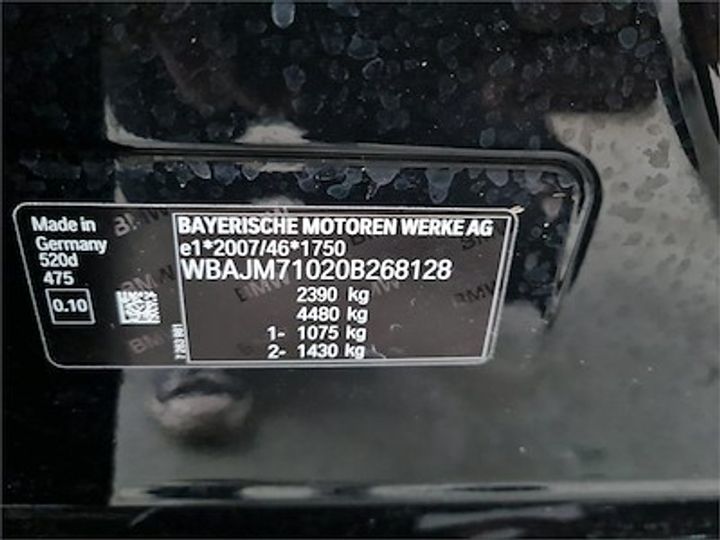 Made in
Germany
520d
475
0.10
BAYERISCHE MOTOREN WERKE AG
e1*2007/46*1750
WBAJM71020B268128
2390 kg
4480 kg
1- 1075 kg
2- 1430 kg